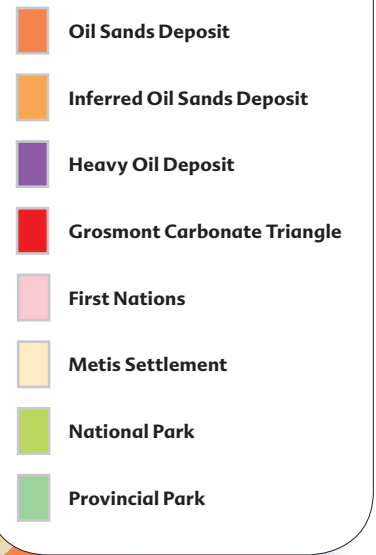 Oil Sands Deposit
Inferred Oil Sands Deposit
Heavy Oil Deposit
Grosmont Carbonate Triangle
First Nations
Metis Settlement
National Park
Provincial Park